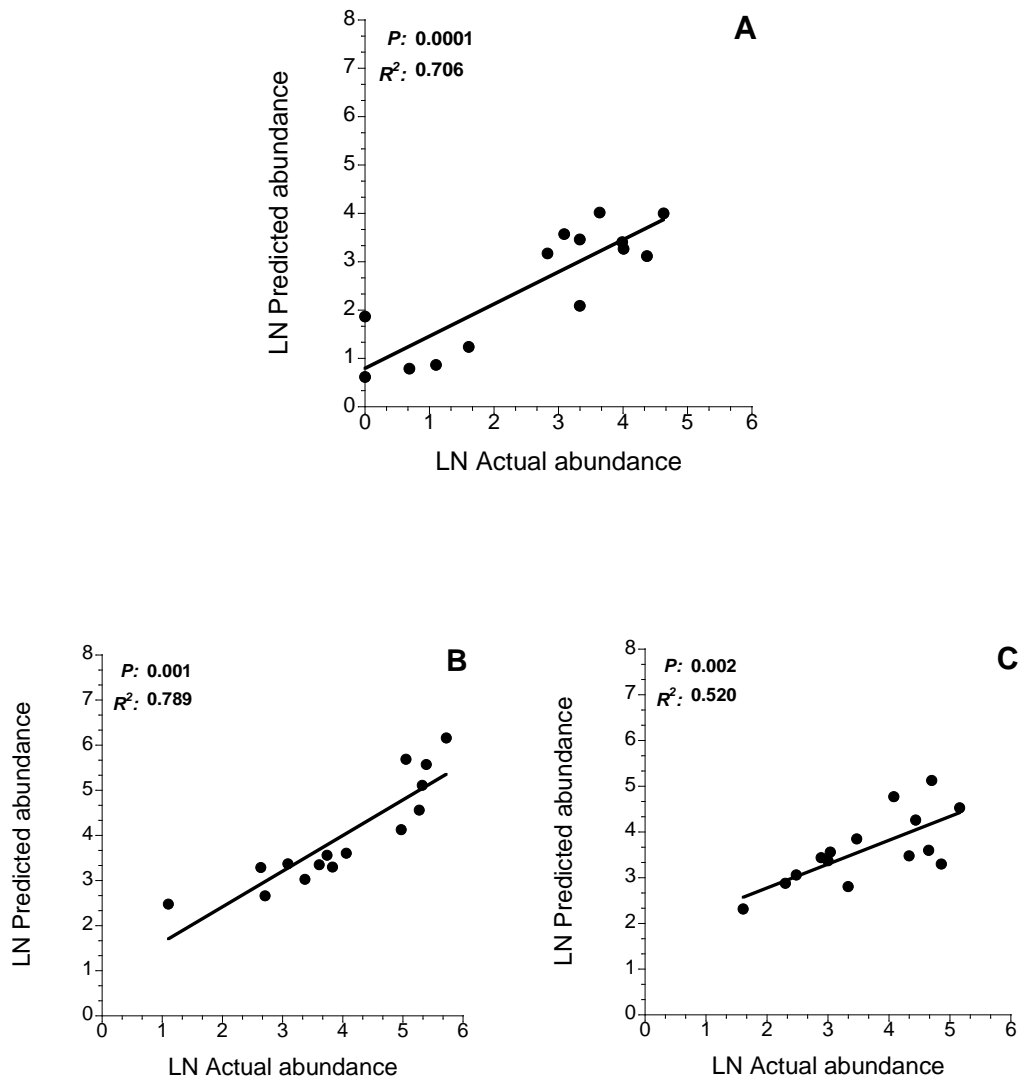 A
P: 0.0001
R²: 0.706
LN Predicted abundance
8
7
6
5
4
3
2
1
0
0 1 2 3 4 5 6
LN Actual abundance
B
P: 0.001
R²: 0.789
LN Predicted abundance
8
7
6
5
4
3
2
1
0
0 1 2 3 4 5 6
LN Actual abundance
C
P: 0.002
R²: 0.520
LN Predicted abundance
8
7
6
5
4
3
2
1
0
0 1 2 3 4 5 6
LN Actual abundance